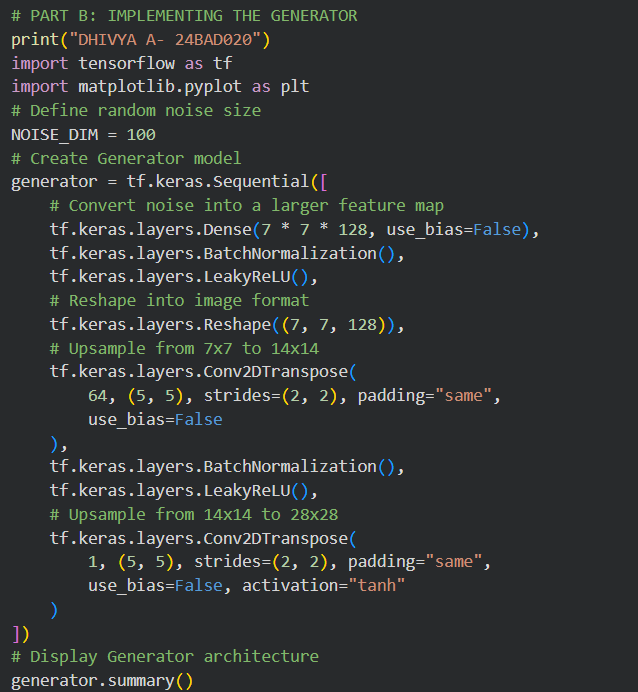 # PART B: IMPLEMENTING THE GENERATOR
print("DHIVYA A- 24BAD020")
import tensorflow as tf
import matplotlib.pyplot as plt
# Define random noise size
NOISE_DIM = 100
# Create Generator model
generator = tf.keras.Sequential([
    # Convert noise into a larger feature map
    tf.keras.layers.Dense(7 * 7 * 128, use_bias=False),
    tf.keras.layers.BatchNormalization(),
    tf.keras.layers.LeakyReLU(),
    # Reshape into image format
    tf.keras.layers.Reshape((7, 7, 128)),
    # Upsample from 7x7 to 14x14
    tf.keras.layers.Conv2DTranspose(
        64, (5, 5), strides=(2, 2), padding="same",
        use_bias=False
    ),
    tf.keras.layers.BatchNormalization(),
    tf.keras.layers.LeakyReLU(),
    # Upsample from 14x14 to 28x28
    tf.keras.layers.Conv2DTranspose(
        1, (5, 5), strides=(2, 2), padding="same",
        use_bias=False, activation="tanh"
    )
])
# Display Generator architecture
generator.summary()